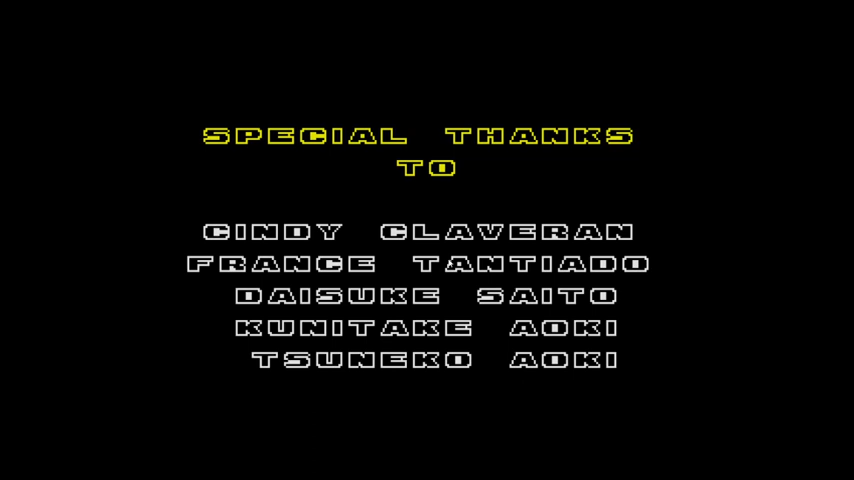 SPECIAL THANKS
TO
CINDY CLAVERAN
FRANCE TANTIADO
DAISUKE SAITO
KUNITAKE AOKI
TSUNEKO AOKI